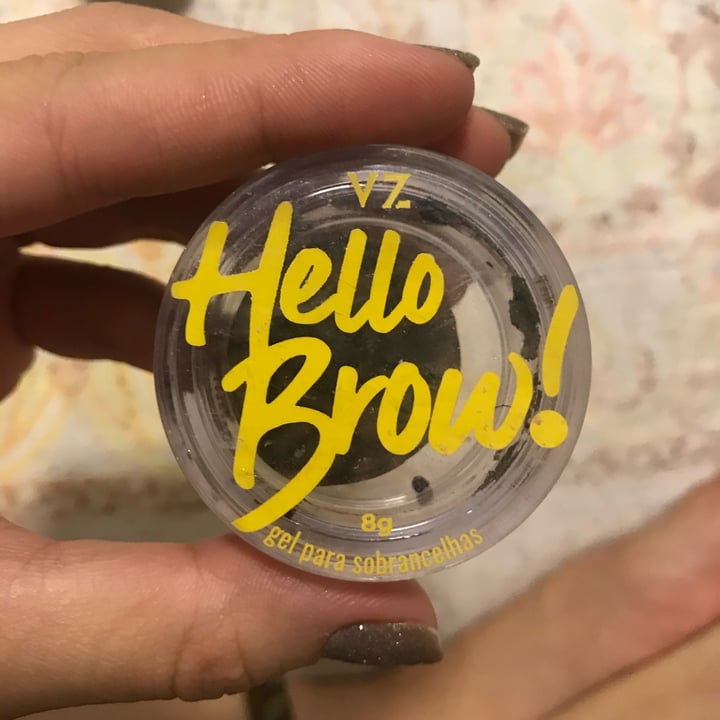 VZ
Hello
Brow!
8g
gel para sobrancelhas